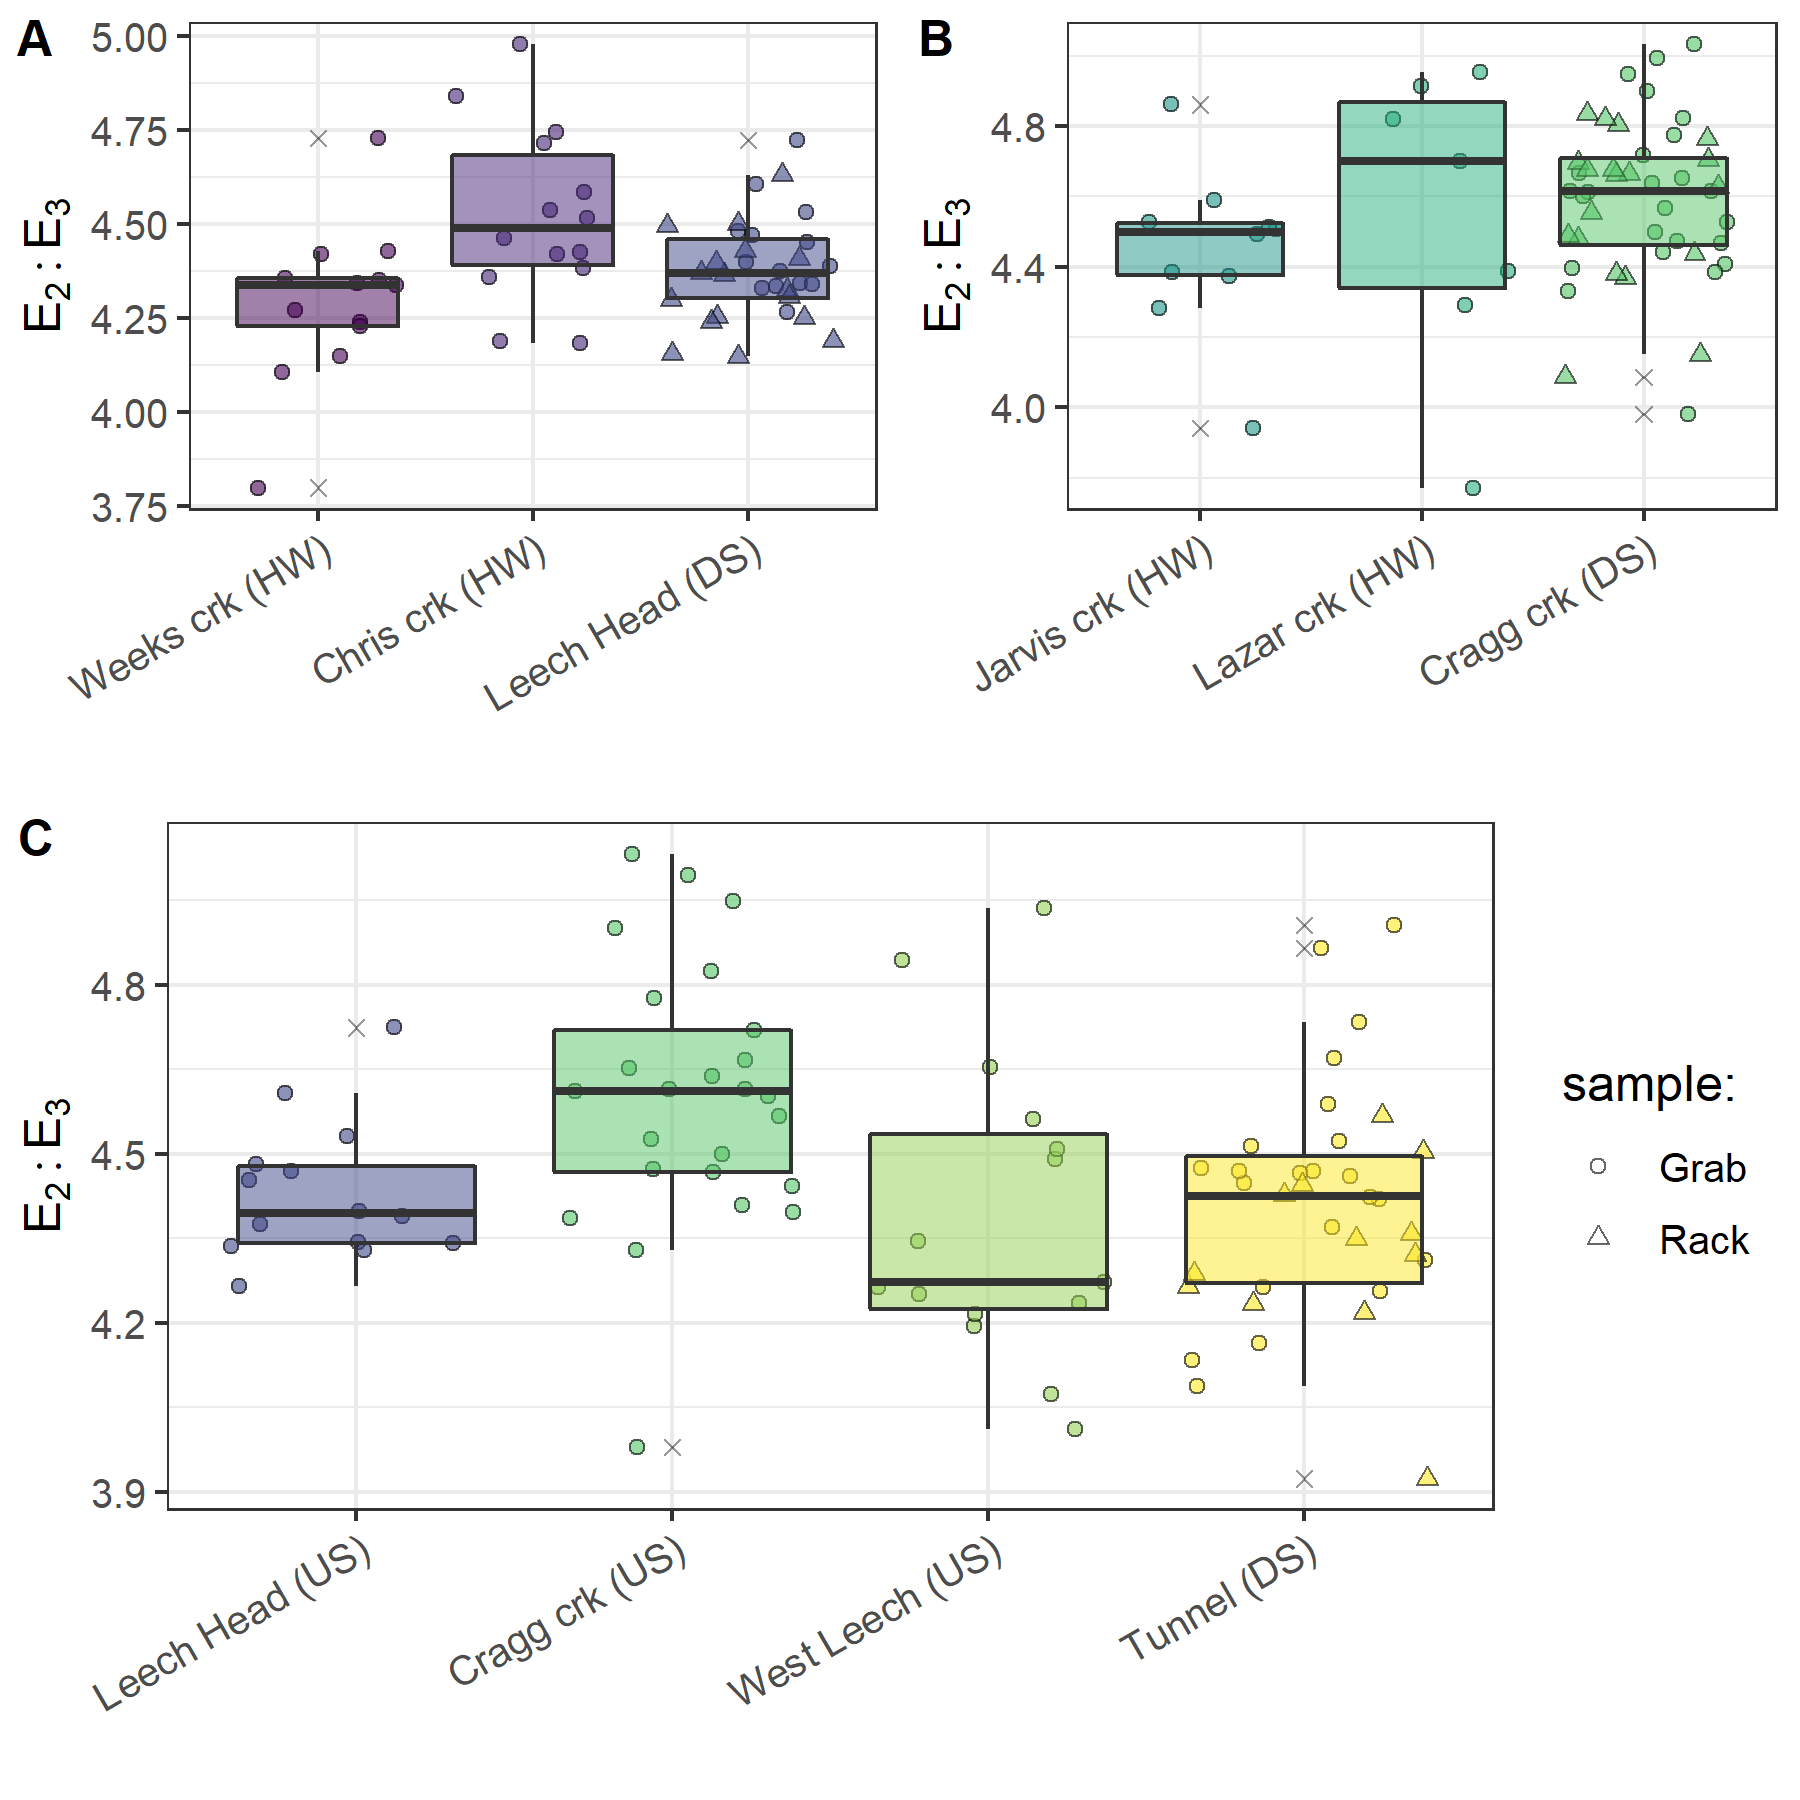 A
E2 : E3
5.00
4.75
4.50
4.25
4.00
3.75
Weeks crk (HW)
Chris crk (HW)
Leech Head (DS)
B
E2 : E3
4.8
4.4
4.0
Jarvis crk (HW)
Lazar crk (HW)
Cragg crk (DS)
C
E2 : E3
4.8
4.5
4.2
3.9
Leech Head (US)
Cragg crk (US)
West Leech (US)
Tunnel (DS)
sample:
Grab
Rack